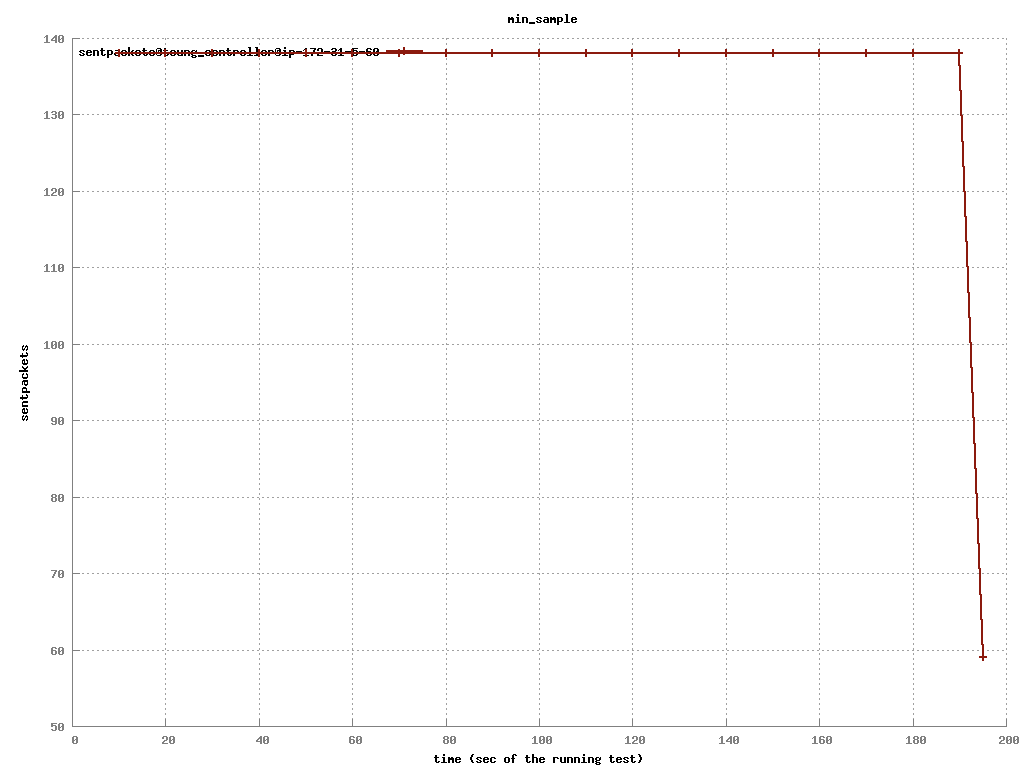 min_sample
sentpackets@tsung_controller@ip-172-31-5-60
140
130
120
110
100
90
80
70
60
50
sentpackets
0 20 40 60 80 100 120 140 160 180 200
time (sec of the running test)